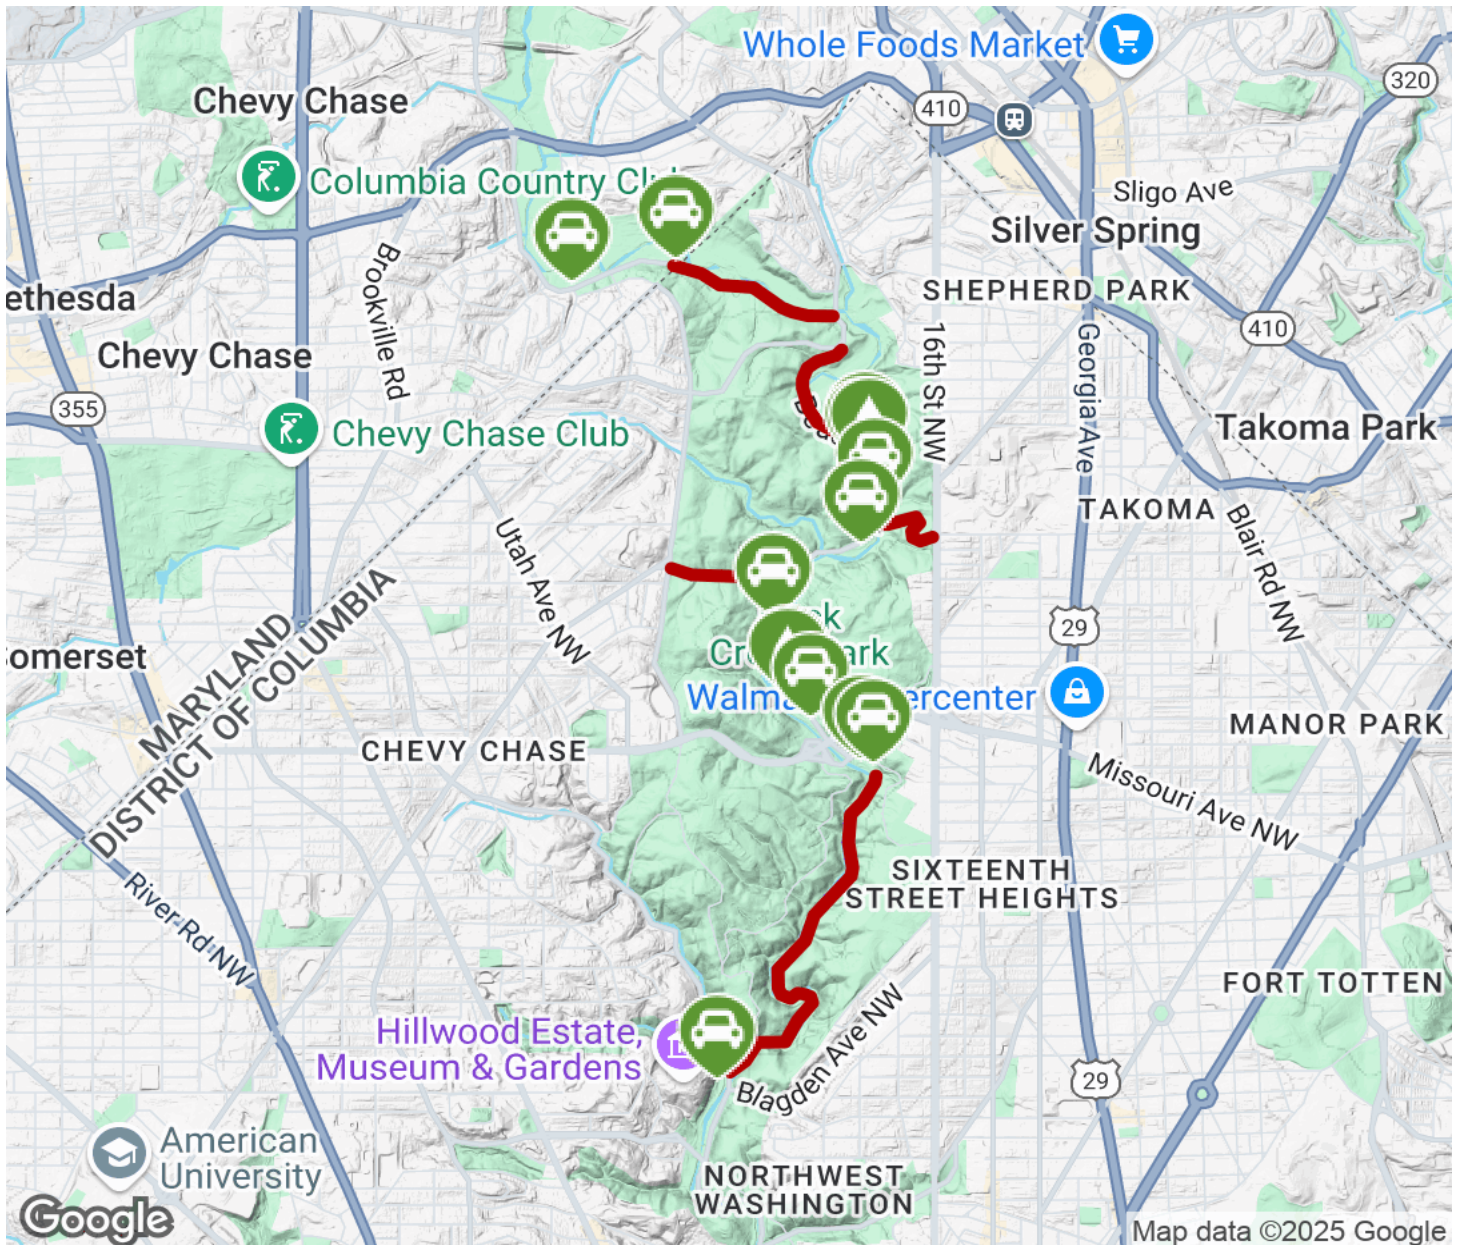 Whole Foods Market
Chevy Chase
410
320
Columbia Country Clu
Sligo Ave
Silver Spring
Brookville Rd
ethesda
SHEPHERD PARK
16th St NW
Georgia Ave
410
Chevy Chase
355
Chevy Chase Club
Takoma Park
TAKOMA
Utah Ave NW
Blair Rd NW
29
MARYLAND
DISTRICT OF COLUMBIA
omerset
Walma ercenter
MANOR PARK
CHEVY CHASE
Missouri Ave NW
SIXTEENTH
STREET HEIGHTS
River Rd NW
FORT TOTTEN
Hillwood Estate,
Museum & Gardens
Blagden Ave NW
29
American
University
NORTHWEST
WASHINGTON
Google
Map data ©2025 Google